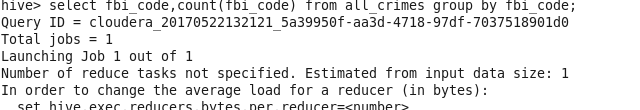 hive> select fbi_code,count(fbi_code) from all_crimes group by fbi_code;
Query ID = cloudera_20170522132121_5a39950f-aa3d-4718-97df-7037518901d0
Total jobs = 1
Launching Job 1 out of 1
Number of reduce tasks not specified. Estimated from input data size: 1
In order to change the average load for a reducer (in bytes):
  set hive.exec.reducers.bytes.per.reducer=<number>